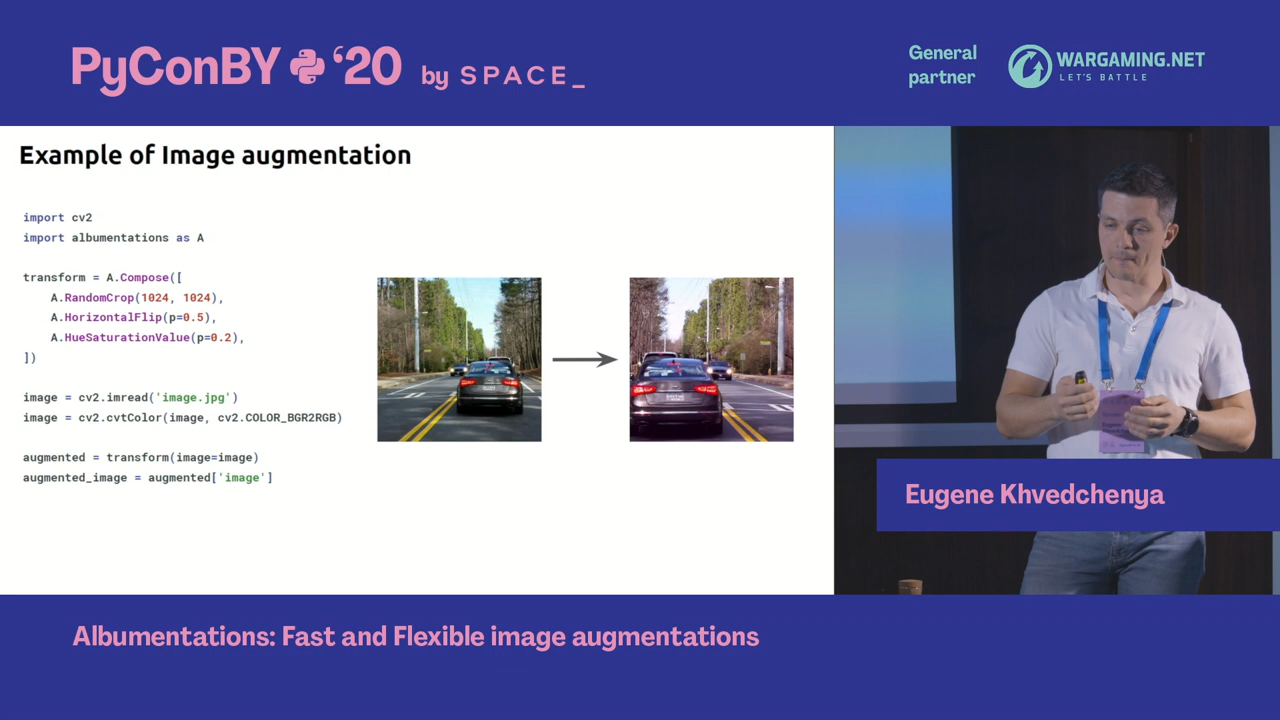 PyConBY '20 by SPACE_
General
partner
WARGAMING.NET
LET'S BATTLE
Example of Image augmentation
import cv2
import albumentations as A
transform = A.Compose([
A.RandomCrop(1024, 1024),
A.HorizontalFlip(p=0.5),
A.HueSaturationValue(p=0.2),
])
image = cv2.imread('image.jpg')
image = cv2.cvtColor(image, cv2.COLOR_BGR2RGB)
augmented = transform(image=image)
augmented_image = augmented['image']
Eugene Khvedchenya
Albumentations: Fast and Flexible image augmentations